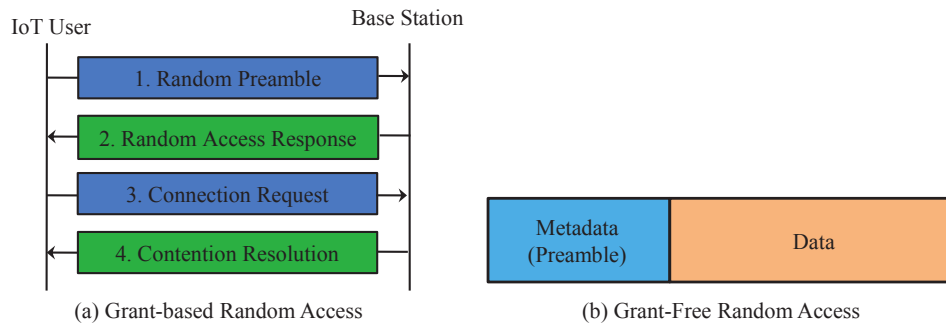 IoT User
Base Station
1. Random Preamble
2. Random Access Response
3. Connection Request
4. Contention Resolution
(a) Grant-based Random Access
Metadata
(Preamble)
Data
(b) Grant-Free Random Access